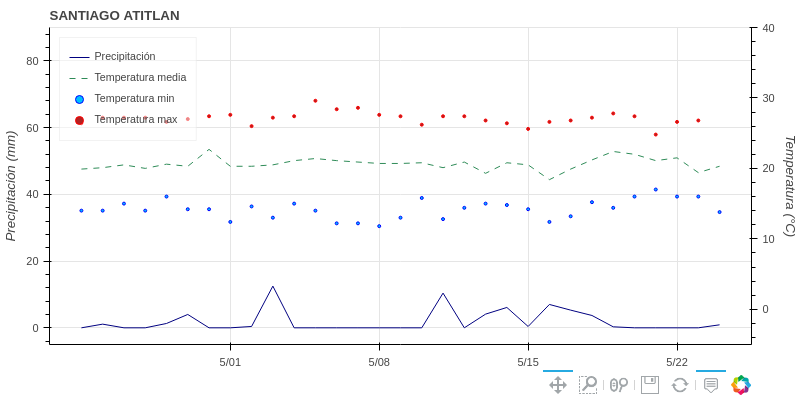 SANTIAGO ATITLAN
Precipitación
Temperatura media
Temperatura min
Temperatura max
80
60
40
20
0
Precipitación (mm)
40
30
20
10
0
Temperatura (°C)
5/01
5/08
5/15
5/22